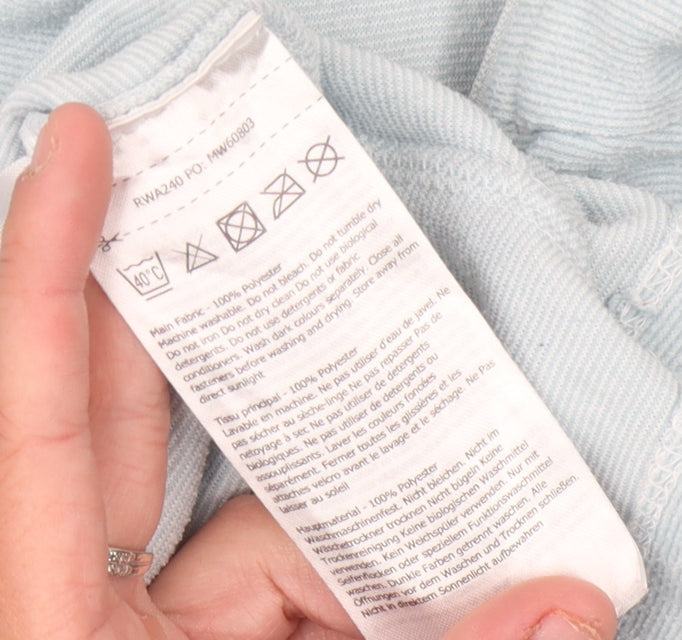 RWA240 PO: MW60803
40°C
Main Fabric - 100% Polyester
Machine washable. Do not bleach. Do not tumble dry
Do not iron Do not dry clean Do not use biological
detergents. Do not use detergents or fabric
conditioners. Wash dark colours separately. Close all
fasteners before washing and drying. Store away from
direct sunlight.
Tissu principal - 100% Polyester
Lavable en machine. Ne pas utiliser d'eau de javel. Ne
pas sécher au sèche-linge Ne pas repasser Pas de
nettoyage à sec Ne pas utiliser de détergents
biologiques. Ne pas utiliser de détergents ou
assouplissants. Laver les couleurs foncées
séparément. Fermer toutes les glissières et les
attaches velcro avant le lavage et le séchage. Ne Pas
laisser au soleil
Hauptmaterial - 100% Polyester
Waschmaschinenfest. Nicht bleichen. Nicht im
Wäschetrockner trocknen Nicht bügeln Keine
Trockenreinigung Keine biologischen Waschmittel
verwenden. Kein Weichspüler verwenden. Nur mit
Seifenflocken oder speziellem Funktionswaschmittel
waschen. Dunkle Farben getrennt waschen. Alle
Öffnungen vor dem Waschen und Trocknen schließen.
Nicht in direktem Sonnenlicht aufbewahren